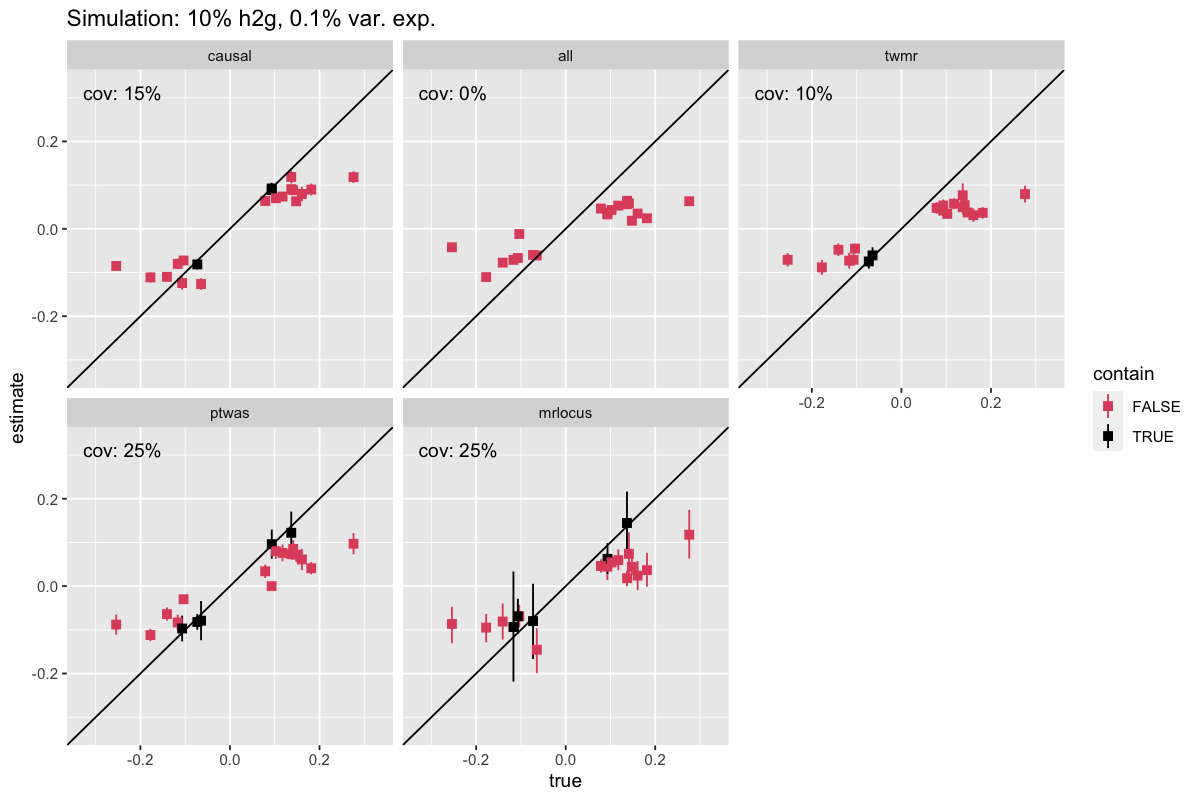 Simulation: 10% h2g, 0.1% var. exp.
causal
all
twmr
cov: 15%
cov: 0%
cov: 10%
0.2
0.0
-0.2
-0.2 0.0 0.2
ptwas
mrlocus
cov: 25%
cov: 25%
0.2
0.0
-0.2
-0.2 0.0 0.2
-0.2 0.0 0.2
true
estimate
contain
FALSE
TRUE